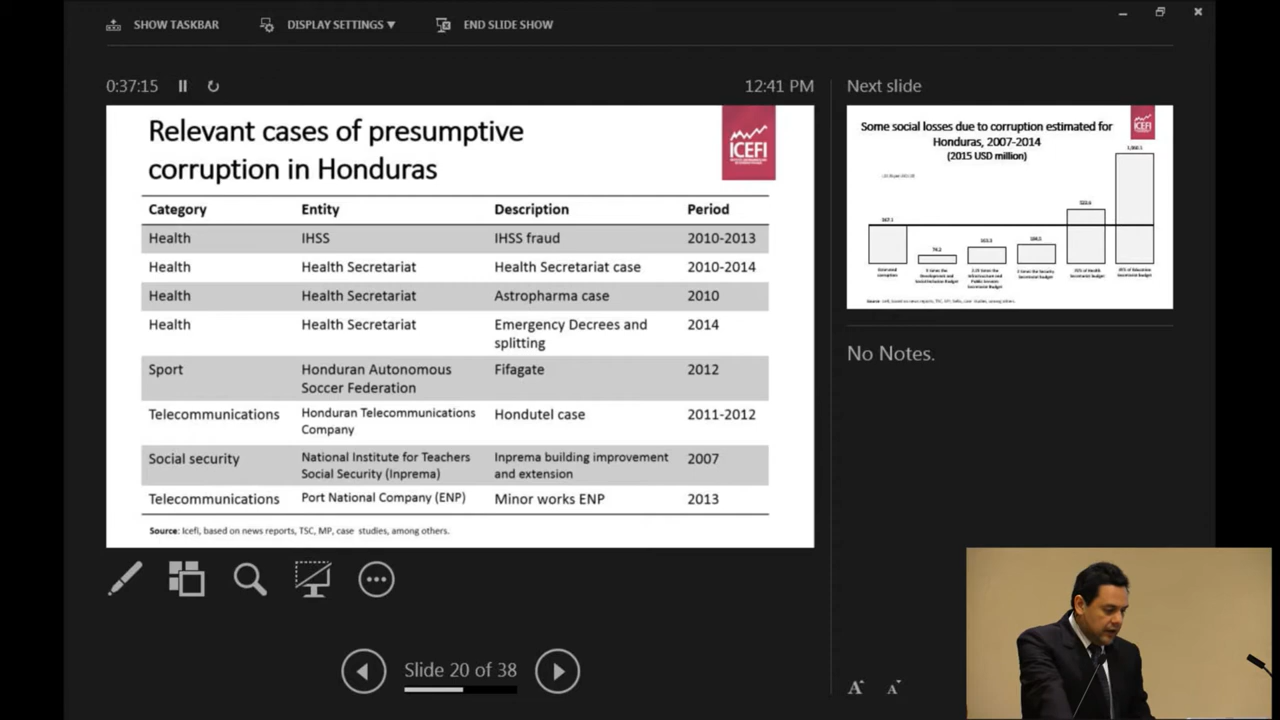 SHOW TASKBAR DISPLAY SETTINGS ▼ END SLIDE SHOW
0:37:15 12:41 PM Next slide
Relevant cases of presumptive
corruption in Honduras
ICEFI
Category Entity Description Period
Health IHSS IHSS fraud 2010-2013
Health Health Secretariat Health Secretariat case 2010-2014
Health Health Secretariat Astropharma case 2010
Health Health Secretariat Emergency Decrees and
splitting 2014
Sport Honduran Autonomous
Soccer Federation Fifagate 2012
Telecommunications Honduran Telecommunications
Company Hondutel case 2011-2012
Social security National Institute for Teachers
Social Security (Inprema) Inprema building improvement
and extension 2007
Telecommunications Port National Company (ENP) Minor works ENP 2013
Source: Icefi, based on news reports, TSC, MP, case studies, among others.
Some social losses due to corruption estimated for
Honduras, 2007-2014
(2015 USD million)
ICEFI
No Notes.
Slide 20 of 38
A A